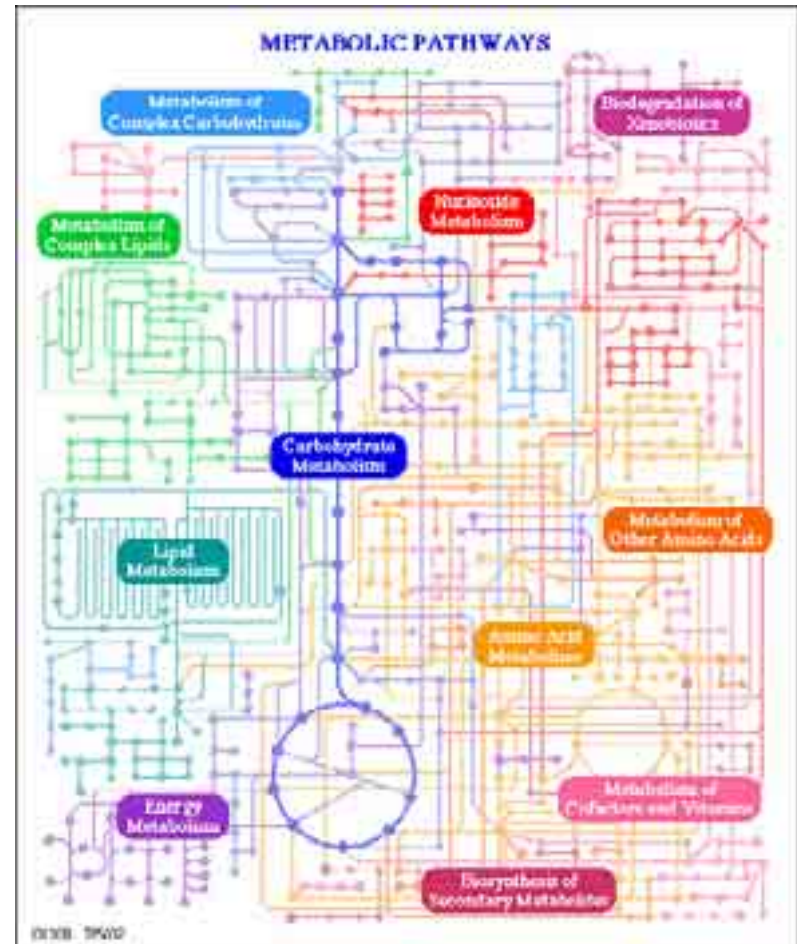 METABOLIC PATHWAYS
Metabolism of
Complex Carbohydrates
Biodegradation of
Xenobiotics
Nucleotide
Metabolism
Metabolism of
Complex Lipids
Carbohydrate
Metabolism
Metabolism of
Other Amino Acids
Lipid
Metabolism
Amino Acid
Metabolism
Metabolism of
Cofactors and Vitamins
Energy
Metabolism
Biosynthesis of
Secondary Metabolites